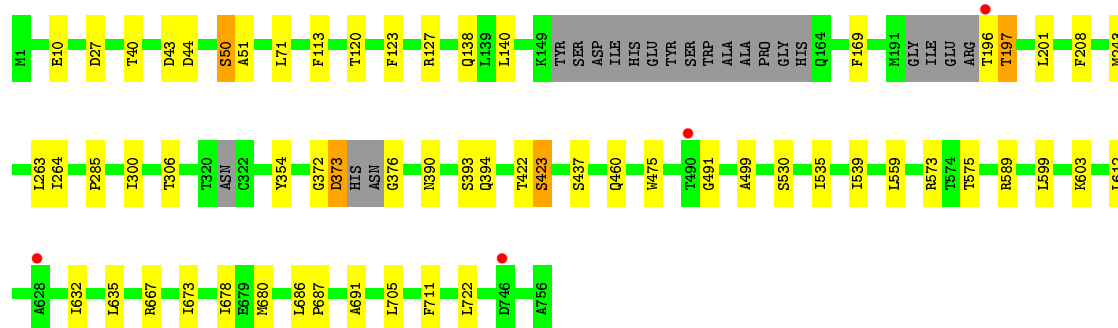 M1 E10 D27 T40 D43 D44 S50 A51 L71 F113 T120 F123 R127 Q138 L139 L140 K149 TYR SER ASP ILE HIS GLU TYR SER TRP ALA ALA PRO GLY HIS Q164 F169 M191 GLY ILE GLU ARG T196 T197 L201 F208
L263 I264 P285 I300 T306 T320 ASN C322 Y354 G372 D373 HIS ASN G376 N390 S393 Q394 T422 S423 S437 Q460 W475 T490 G491 A499 S530 I535 I539 L559 R573 T574 T575 R589 L599 K603
A628 I632 L635 R667 I673 I678 E679 M680 L686 P687 A691 L705 F711 L722 D746 A756